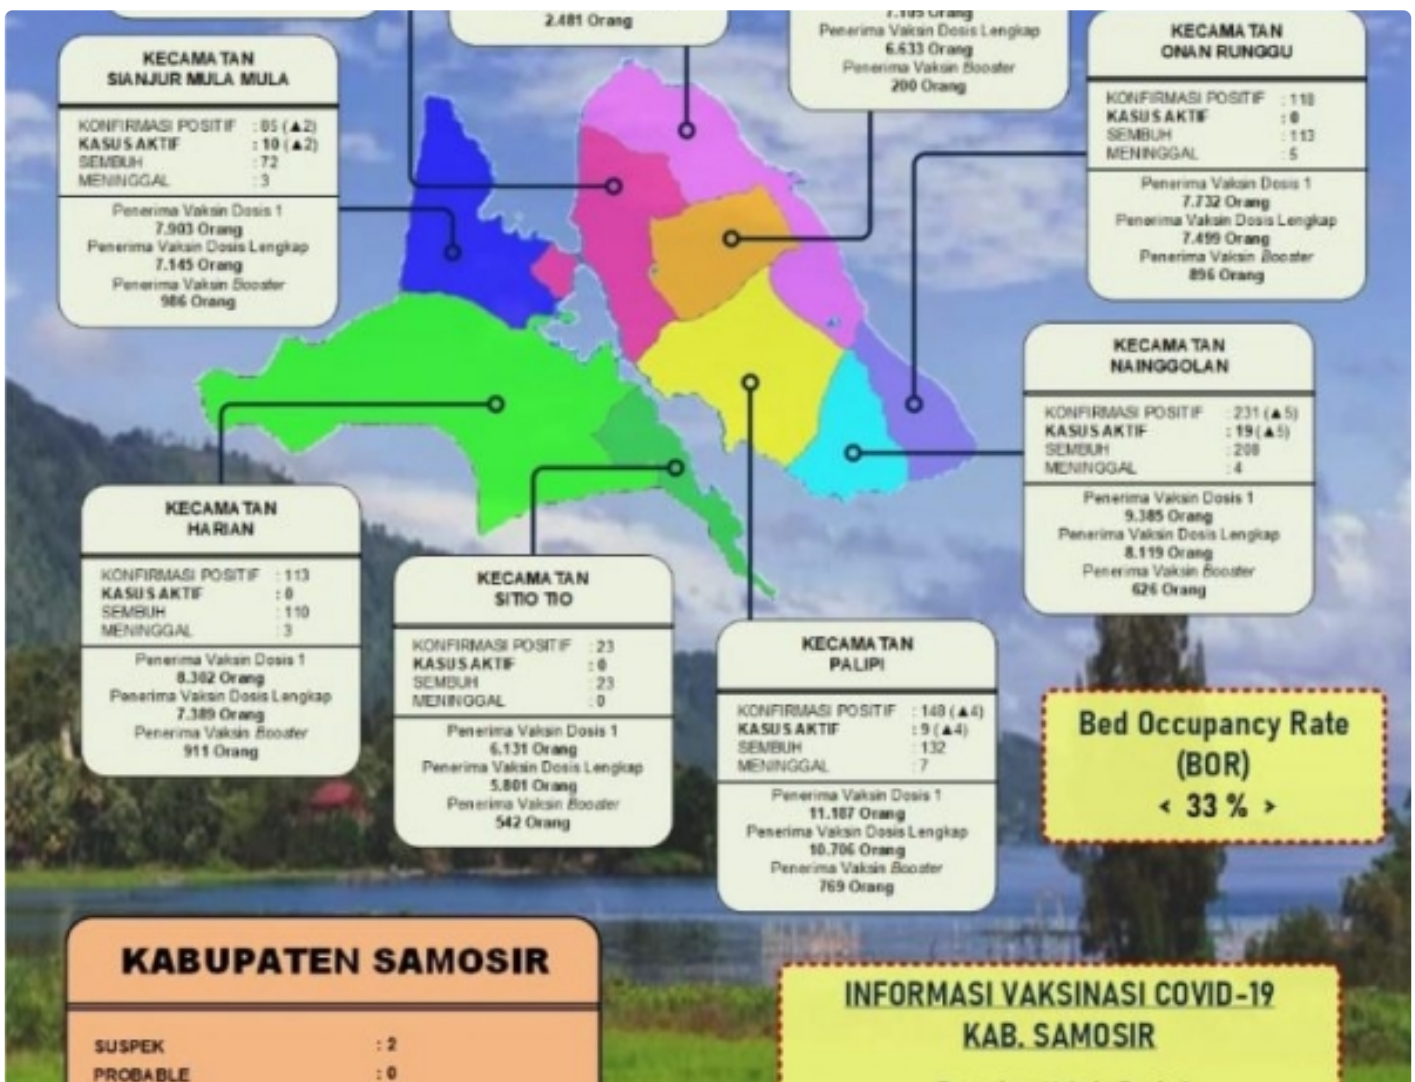 2.481 Orang
7.105 Orang
Penerima Vaksin Dosis Lengkap
6.633 Orang
Penerima Vaksin Booster
200 Orang
KECAMATAN
SIANJUR MULA MULA
KONFIRMASI POSITIF : 85 (▲2)
KASUS AKTIF : 10 (▲2)
SEMBUH : 72
MENINGGAL : 3
Penerima Vaksin Dosis 1
7.903 Orang
Penerima Vaksin Dosis Lengkap
7.145 Orang
Penerima Vaksin Booster
986 Orang
KECAMATAN
ONAN RUNGGU
KONFIRMASI POSITIF : 118
KASUS AKTIF : 0
SEMBUH : 113
MENINGGAL : 5
Penerima Vaksin Dosis 1
7.732 Orang
Penerima Vaksin Dosis Lengkap
7.499 Orang
Penerima Vaksin Booster
896 Orang
KECAMATAN
NAINGGOLAN
KONFIRMASI POSITIF : 231 (▲5)
KASUS AKTIF : 19 (▲5)
SEMBUH : 208
MENINGGAL : 4
Penerima Vaksin Dosis 1
9.385 Orang
Penerima Vaksin Dosis Lengkap
8.119 Orang
Penerima Vaksin Booster
626 Orang
KECAMATAN
HARIAN
KONFIRMASI POSITIF : 113
KASUS AKTIF : 0
SEMBUH : 110
MENINGGAL : 3
Penerima Vaksin Dosis 1
8.302 Orang
Penerima Vaksin Dosis Lengkap
7.389 Orang
Penerima Vaksin Booster
911 Orang
KECAMATAN
SITIO TIO
KONFIRMASI POSITIF : 23
KASUS AKTIF : 0
SEMBUH : 23
MENINGGAL : 0
Penerima Vaksin Dosis 1
6.131 Orang
Penerima Vaksin Dosis Lengkap
5.801 Orang
Penerima Vaksin Booster
542 Orang
KECAMATAN
PALIPI
KONFIRMASI POSITIF : 148 (▲4)
KASUS AKTIF : 9 (▲4)
SEMBUH : 132
MENINGGAL : 7
Penerima Vaksin Dosis 1
11.187 Orang
Penerima Vaksin Dosis Lengkap
10.706 Orang
Penerima Vaksin Booster
769 Orang
Bed Occupancy Rate
(BOR)
< 33 % >
KABUPATEN SAMOSIR
SUSPEK : 2
PROBABLE : 0
INFORMASI VAKSINASI COVID-19
KAB. SAMOSIR